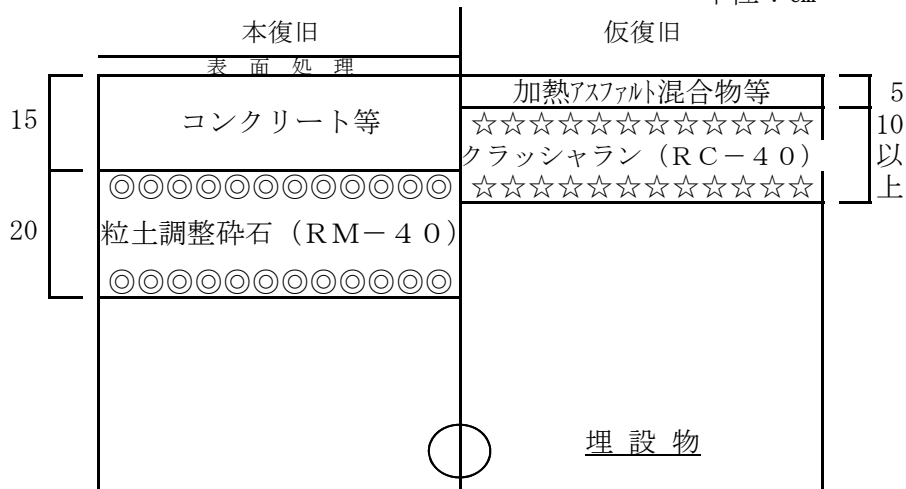 本復旧
仮復旧
表 面 処 理
15
コンクリート等
加熱アスファルト混合物等
5
☆☆☆☆☆☆☆☆☆☆☆☆
クラッシャラン（ＲＣ－４０）
☆☆☆☆☆☆☆☆☆☆☆☆
10
以
上
20
◎◎◎◎◎◎◎◎◎◎◎◎
粒土調整砕石（ＲＭ－４０）
◎◎◎◎◎◎◎◎◎◎◎◎
埋 設 物